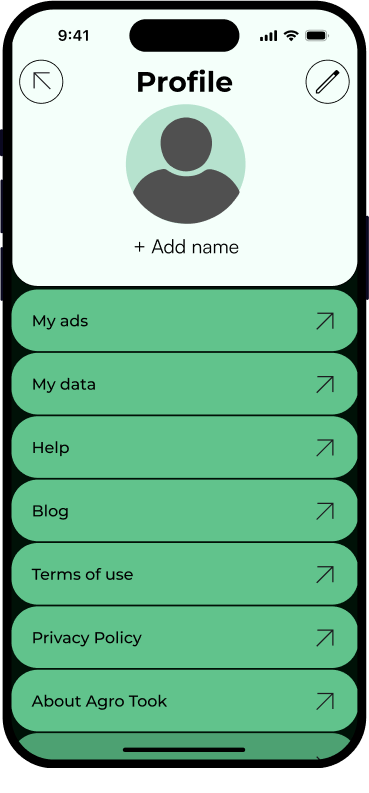 9:41
Profile
+ Add name
My ads
My data
Help
Blog
Terms of use
Privacy Policy
About Agro Took